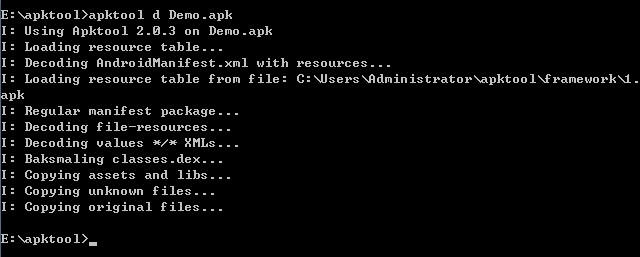 E:\apktool>apktool d Demo.apk
I: Using Apktool 2.0.3 on Demo.apk
I: Loading resource table...
I: Decoding AndroidManifest.xml with resources...
I: Loading resource table from file: C:\Users\Administrator\apktool\framework\1.
apk
I: Regular manifest package...
I: Decoding file-resources...
I: Decoding values */* XMLs...
I: Baksmaling classes.dex...
I: Copying assets and libs...
I: Copying unknown files...
I: Copying original files...
E:\apktool>